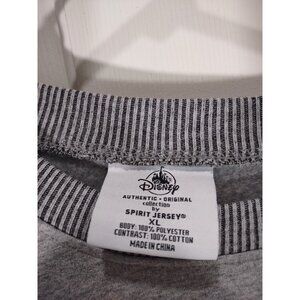 Disney
AUTHENTIC • ORIGINAL
collection
by
SPIRIT JERSEY®
XL
BODY: 100% POLYESTER
CONTRAST: 100% COTTON
MADE IN CHINA